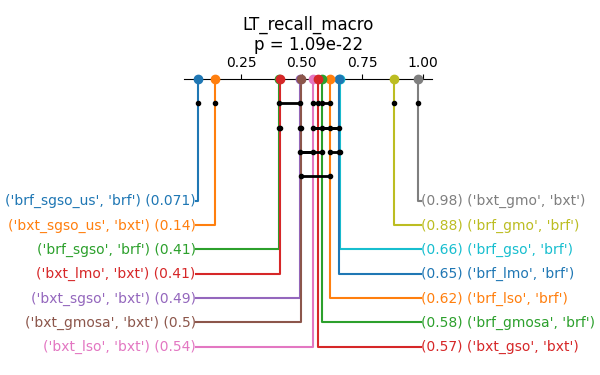 LT_recall_macro
p = 1.09e-22
0.25 0.50 0.75 1.00
('brf_sgso_us', 'brf') (0.071) (0.98) ('bxt_gmo', 'bxt')
('bxt_sgso_us', 'bxt') (0.14) (0.88) ('brf_gmo', 'brf')
('brf_sgso', 'brf') (0.41) (0.66) ('brf_gso', 'brf')
('bxt_lmo', 'bxt') (0.41) (0.65) ('brf_lmo', 'brf')
('bxt_sgso', 'bxt') (0.49) (0.62) ('brf_lso', 'brf')
('bxt_gmosa', 'bxt') (0.5) (0.58) ('brf_gmosa', 'brf')
('bxt_lso', 'bxt') (0.54) (0.57) ('bxt_gso', 'bxt')